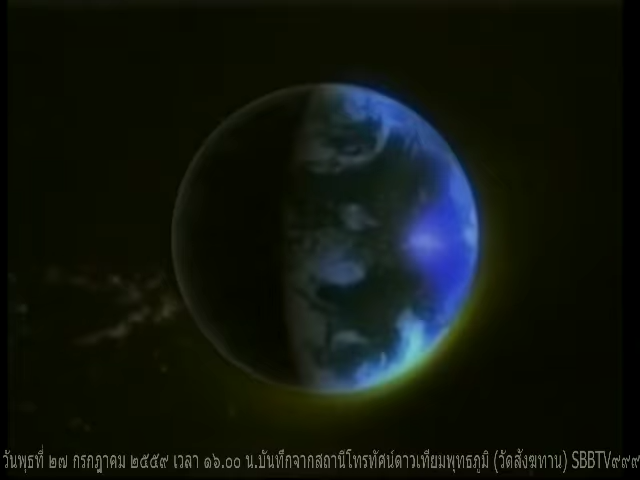 วันพุธที่ ๒๗ กรกฎาคม ๒๕๕๙ เวลา ๑๖.๐๐ น.บันทึกจากสถานีโทรทัศน์ดาวเทียมพุทธภูมิ (วัดสังฆทาน) SBBTV๙๙๙